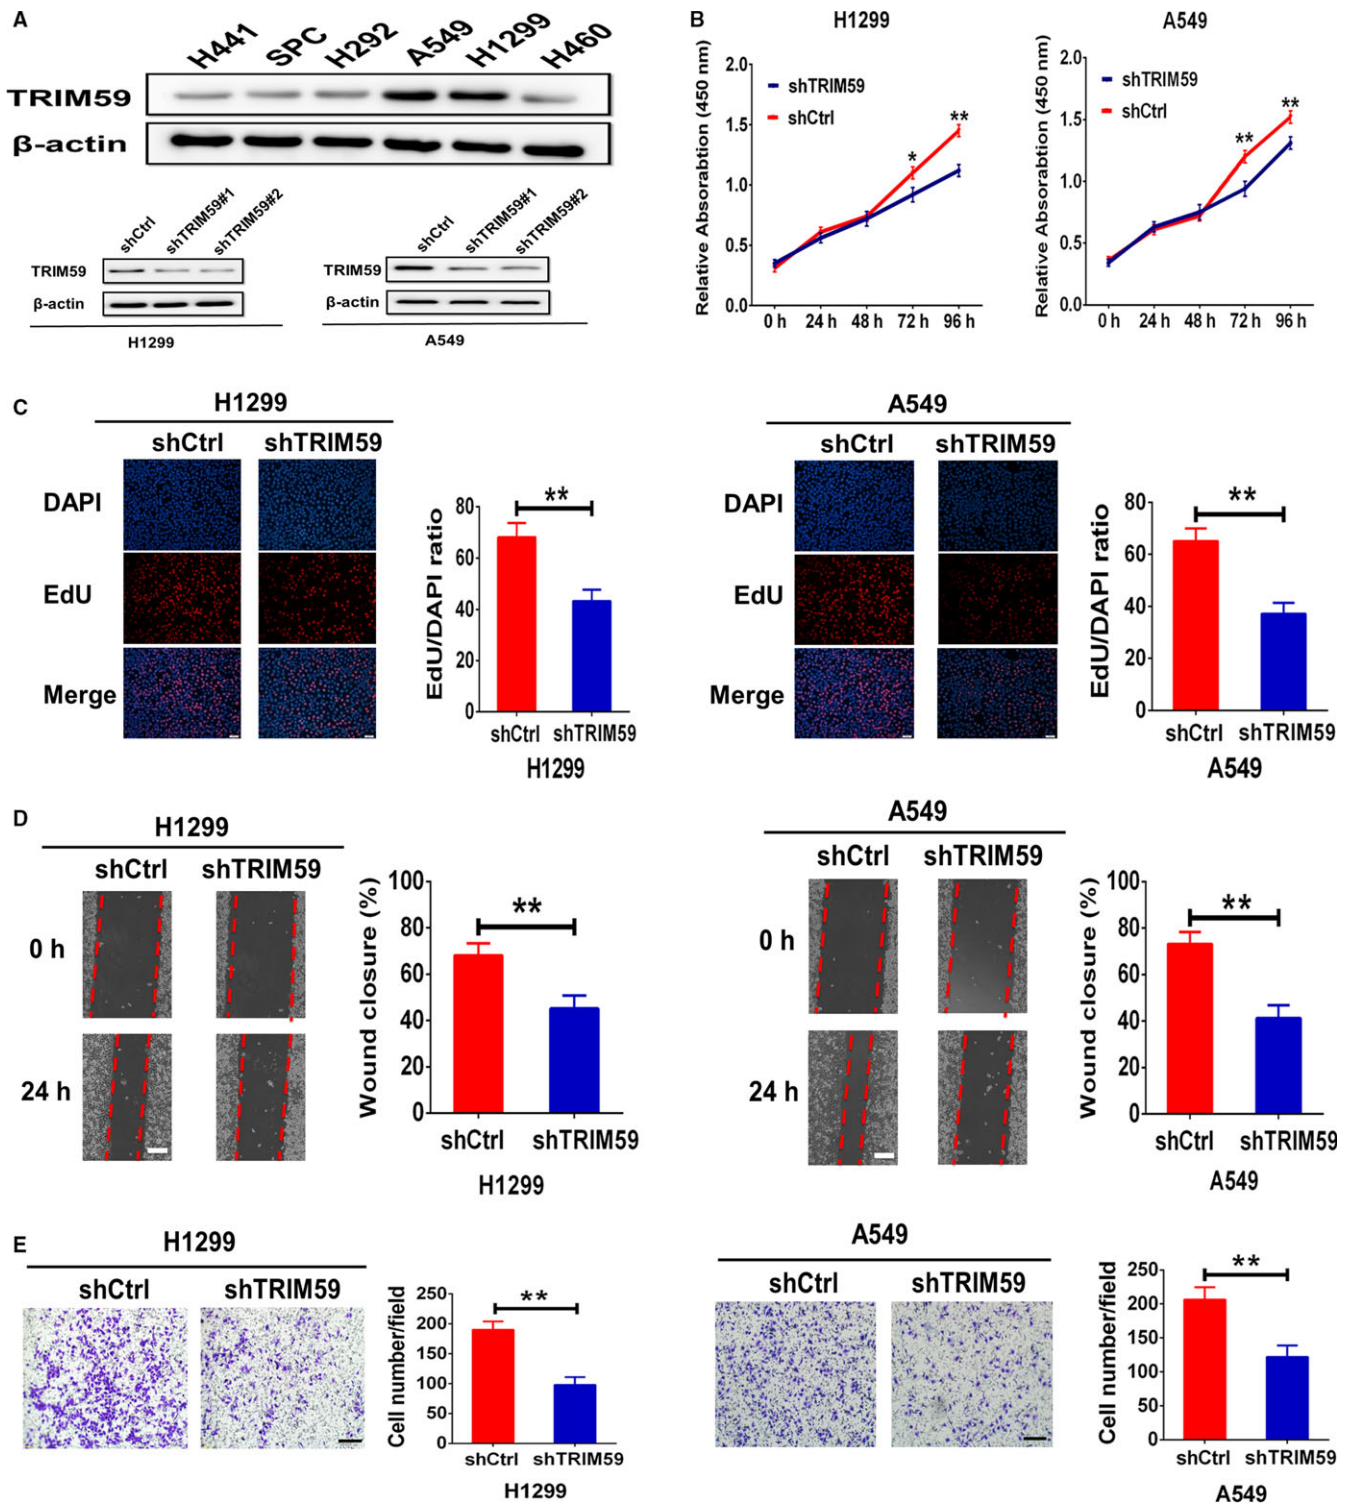 A
H441 SPC H292 A549 H1299 H460
TRIM59
β-actin
shCtrl shTRIM59#1 shTRIM59#2
TRIM59
β-actin
H1299
shCtrl shTRIM59#1 shTRIM59#2
TRIM59
β-actin
A549
B
H1299
Relative Absorabtion (450 nm)
2.0
1.5
1.0
0.5
0.0
shTRIM59
shCtrl
* **
0 h 24 h 48 h 72 h 96 h
A549
Relative Absorabtion (450 nm)
2.0
1.5
1.0
0.5
0.0
shTRIM59
shCtrl
** **
0 h 24 h 48 h 72 h 96 h
C
H1299
shCtrl shTRIM59
DAPI
EdU
Merge
EdU/DAPI ratio
80
60
40
20
0
**
shCtrl shTRIM59
H1299
A549
shCtrl shTRIM59
DAPI
EdU
Merge
EdU/DAPI ratio
80
60
40
20
0
**
shCtrl shTRIM59
A549
D
H1299
shCtrl shTRIM59
0 h
24 h
Wound closure (%)
100
80
60
40
20
0
**
shCtrl shTRIM59
H1299
A549
shCtrl shTRIM59
0 h
24 h
Wound closure (%)
100
80
60
40
20
0
**
shCtrl shTRIM59
A549
E
H1299
shCtrl shTRIM59
Cell number/field
250
200
150
100
50
0
**
shCtrl shTRIM59
H1299
A549
shCtrl shTRIM59
Cell number/field
250
200
150
100
50
0
**
shCtrl shTRIM59
A549